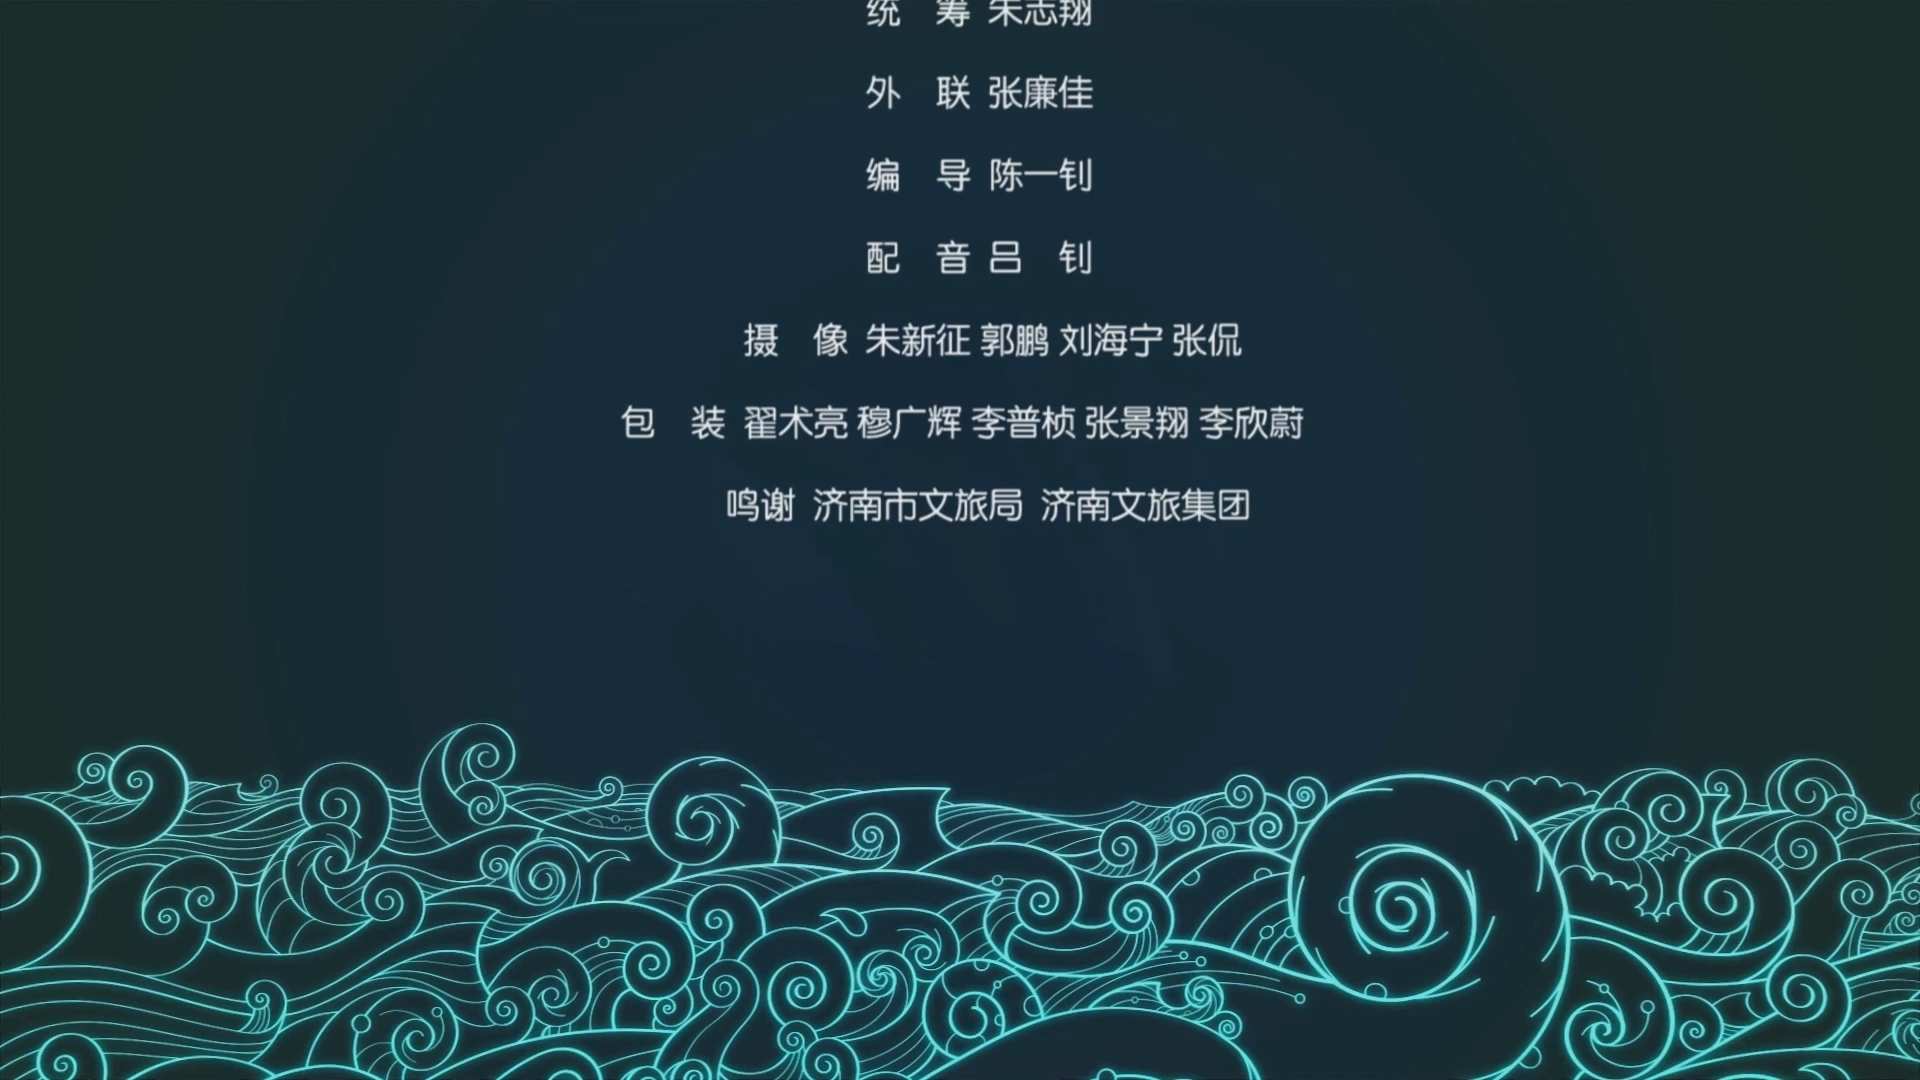 统 筹 朱志翔
外 联 张廉佳
编 导 陈一钊
配 音 吕 钊
摄 像 朱新征 郭鹏 刘海宁 张侃
包 装 翟术亮 穆广辉 李普桢 张景翔 李欣蔚
鸣谢 济南市文旅局 济南文旅集团